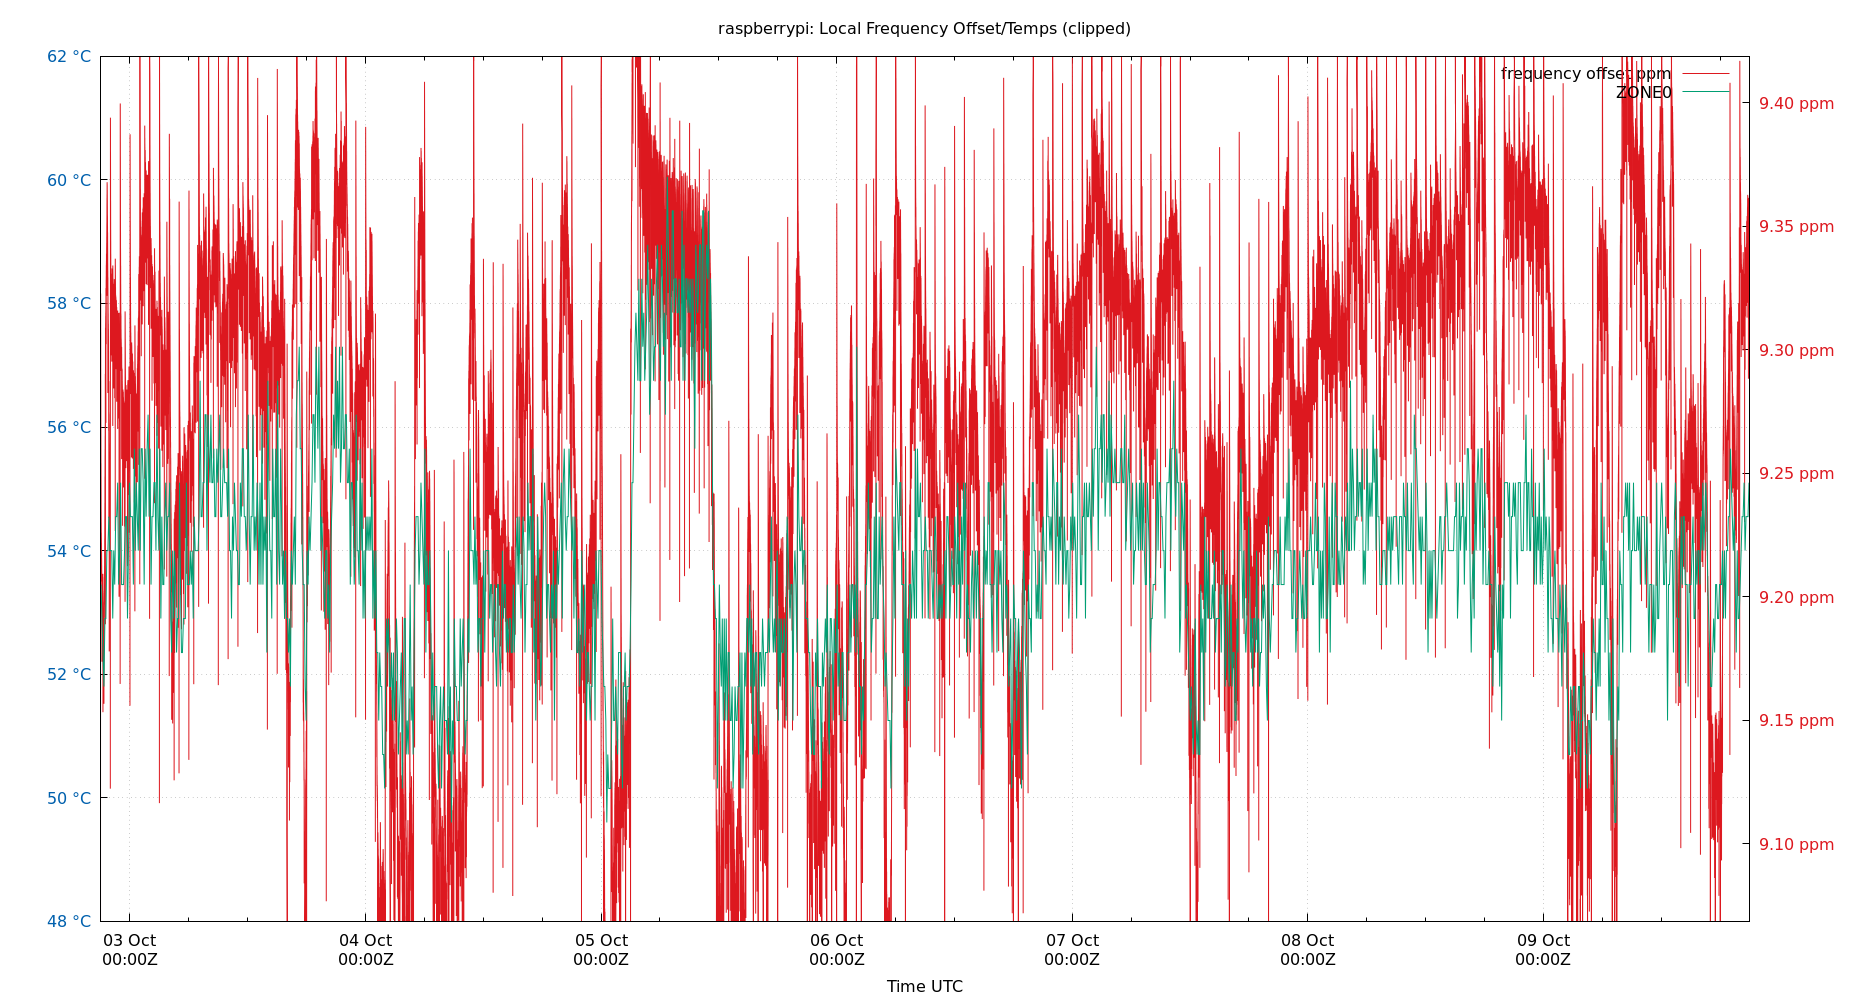 raspberrypi: Local Frequency Offset/Temps (clipped)
62 °C
60 °C
58 °C
56 °C
54 °C
52 °C
50 °C
48 °C
frequency offset ppm
ZONE0
9.40 ppm
9.35 ppm
9.30 ppm
9.25 ppm
9.20 ppm
9.15 ppm
9.10 ppm
03 Oct 04 Oct 05 Oct 06 Oct 07 Oct 08 Oct 09 Oct
00:00Z 00:00Z 00:00Z 00:00Z 00:00Z 00:00Z 00:00Z
Time UTC